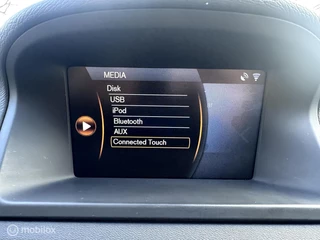 MEDIA
Disk
USB
iPod
Bluetooth
AUX
Connected Touch
mobilox